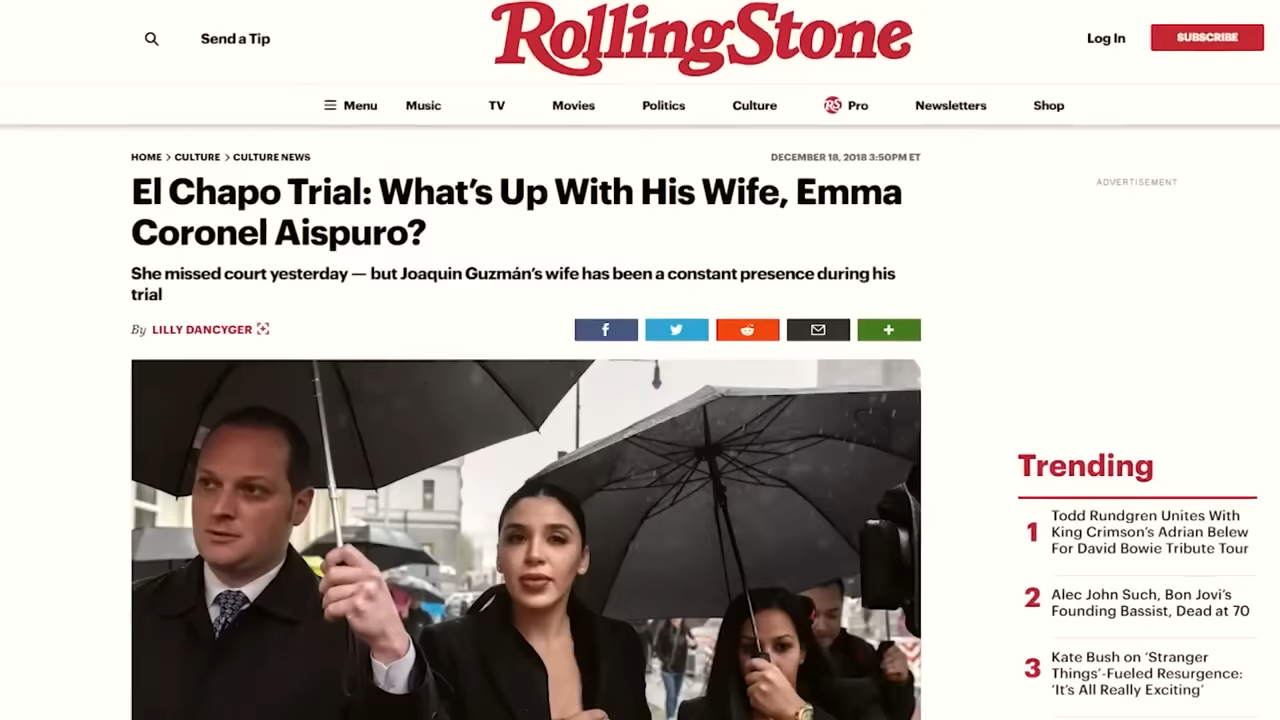 Send a Tip
RollingStone
Log In
SUBSCRIBE
Menu
Music
TV
Movies
Politics
Culture
RS Pro
Newsletters
Shop
HOME > CULTURE > CULTURE NEWS
DECEMBER 18, 2018 3:50PM ET
El Chapo Trial: What's Up With His Wife, Emma
Coronel Aispuro?
She missed court yesterday — but Joaquin Guzmán's wife has been a constant presence during his
trial
By LILLY DANCYGER
ADVERTISEMENT
Trending
1
Todd Rundgren Unites With
King Crimson's Adrian Belew
For David Bowie Tribute Tour
2
Alec John Such, Bon Jovi's
Founding Bassist, Dead at 70
3
Kate Bush on 'Stranger
Things'-Fueled Resurgence:
'It's All Really Exciting'